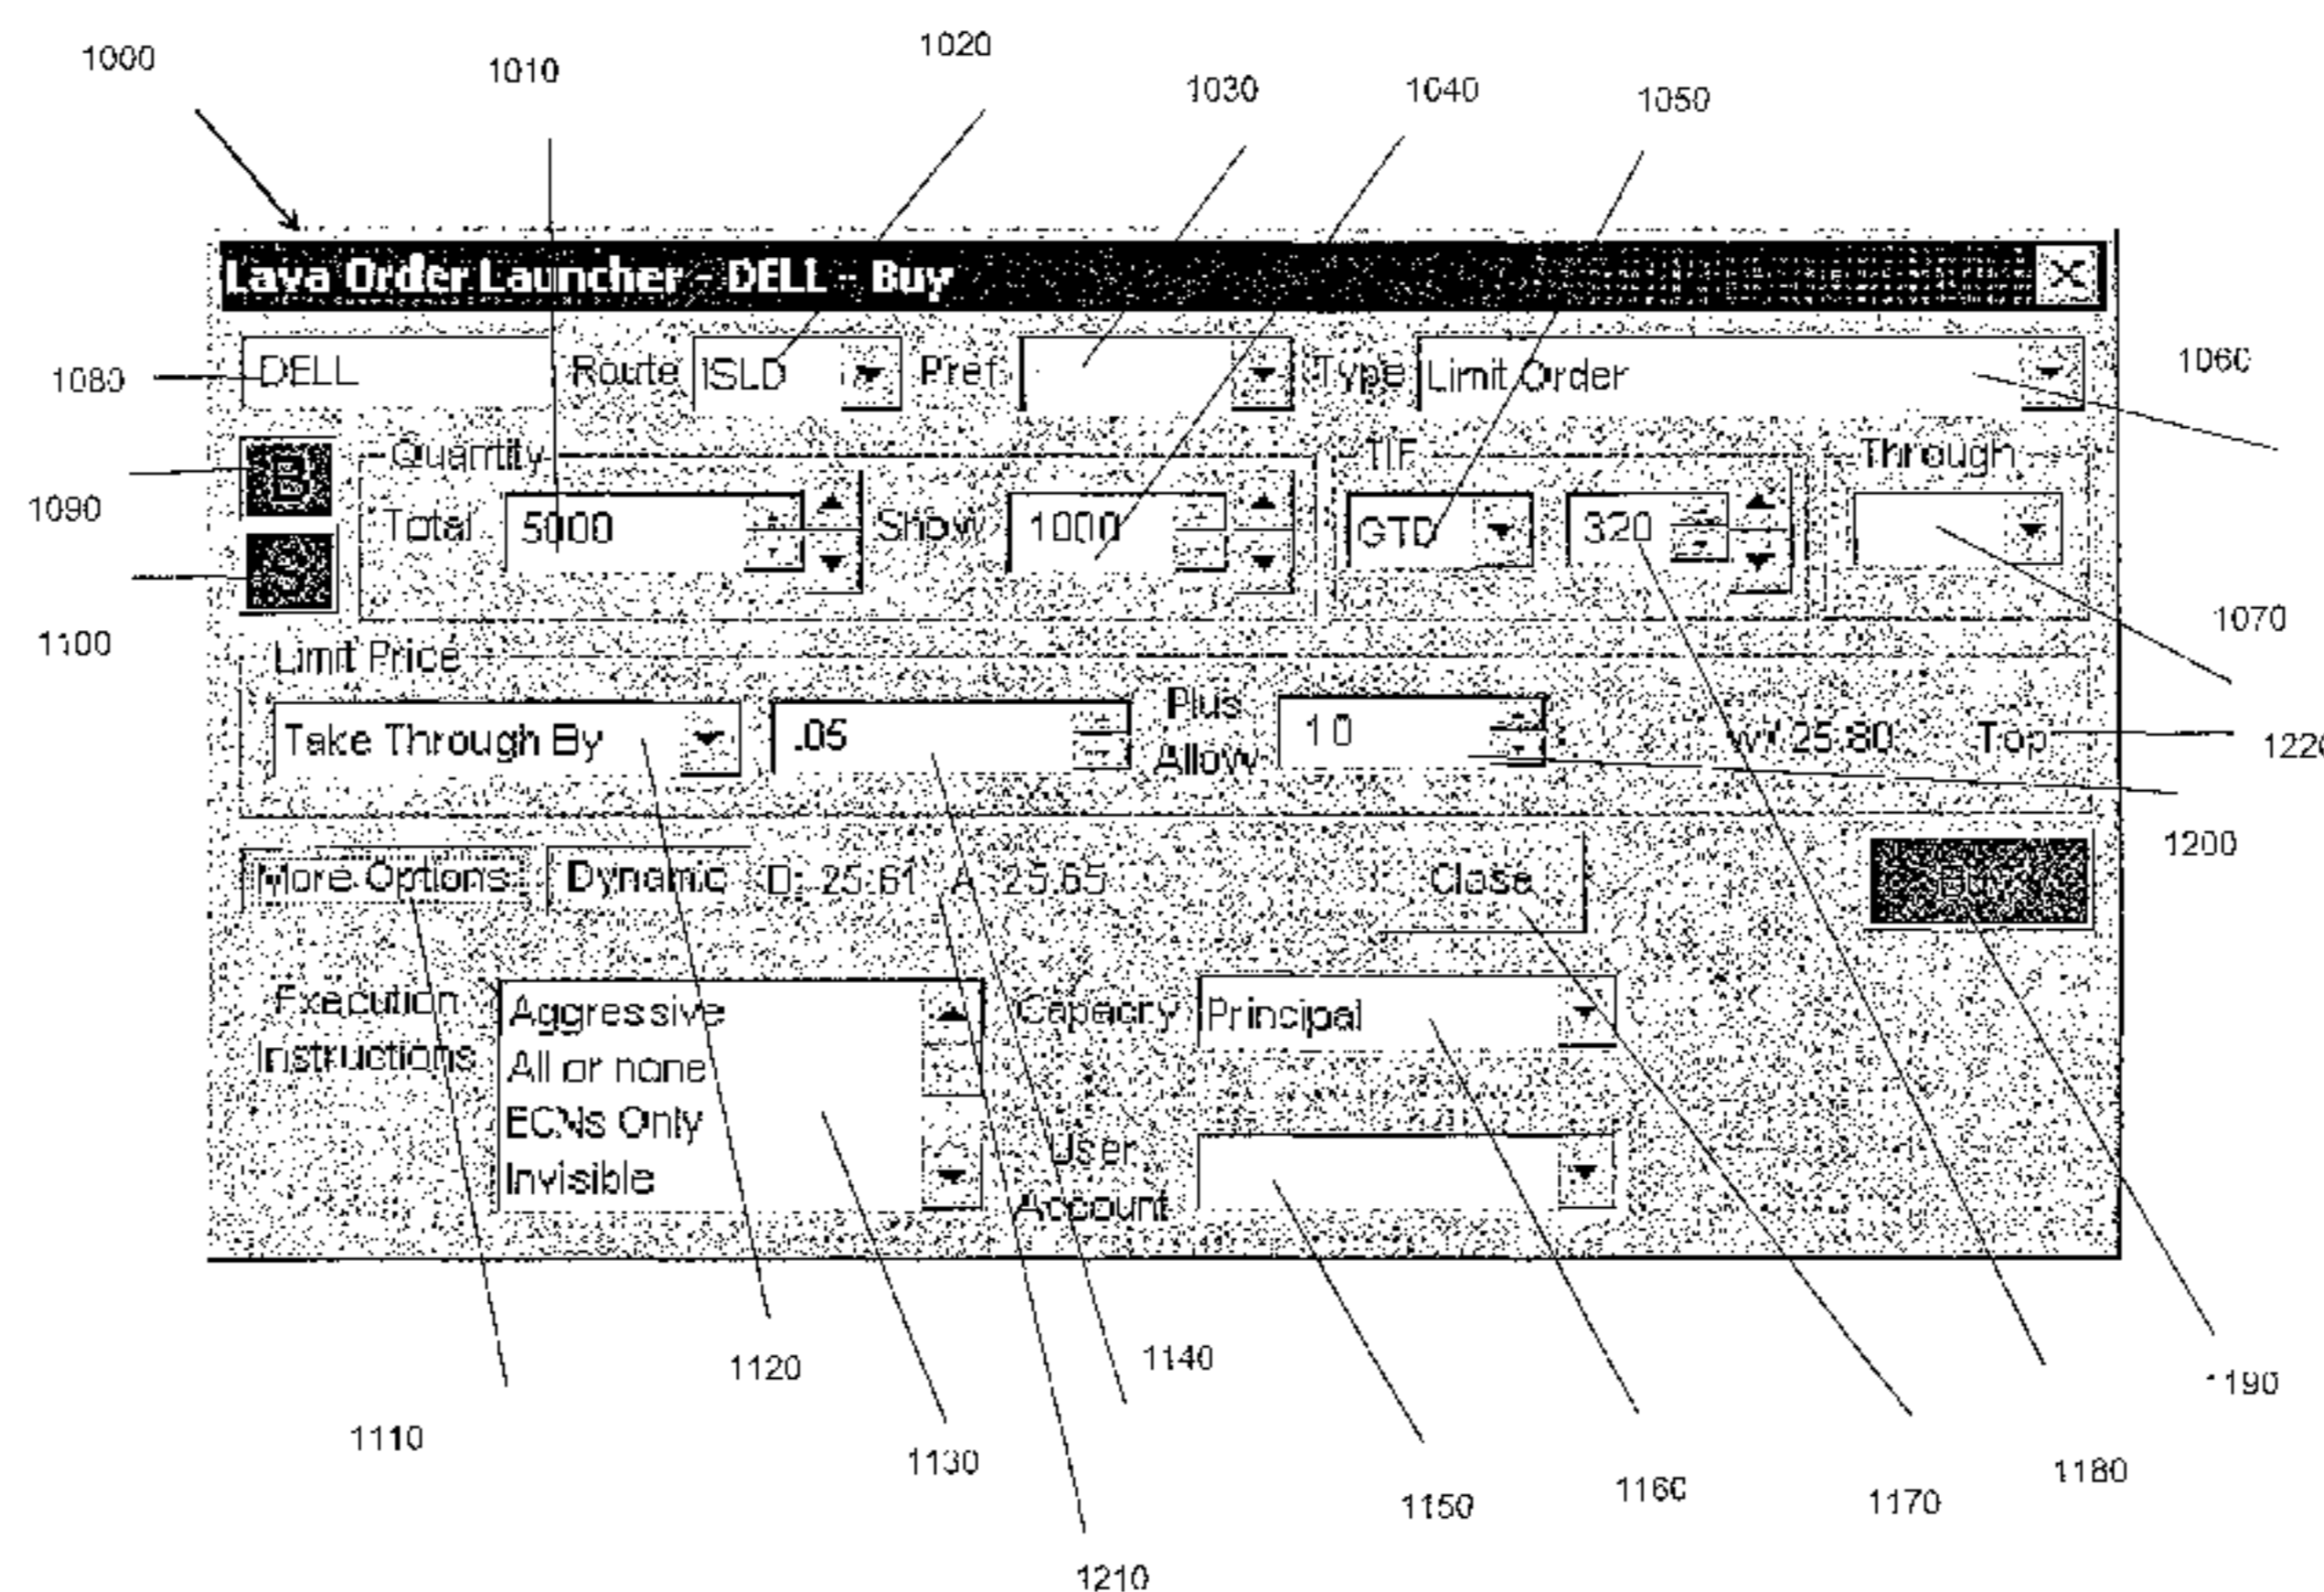 1000 1010 1020 1030 1040 1050
Lava Order Launcher - DELL - Buy
1080 DELL Route ISLD Pref Type Limit Order 1060
B Quantity TIF Through
1090 Total 5000 Show 1000 GTD 320
S
1100 1070
Limit Price
Take Through By .05 Plus Allow 10 25.80 Top 1220
1200
More Options Dynamic 25.61 A: 25.65 Close Buy
Execution Instructions
Aggressive
All or none
ECNs Only
Invisible
Capacity Principal
User Account
1110 1120 1130 1140 1150 1160 1170 1180 1190
1210